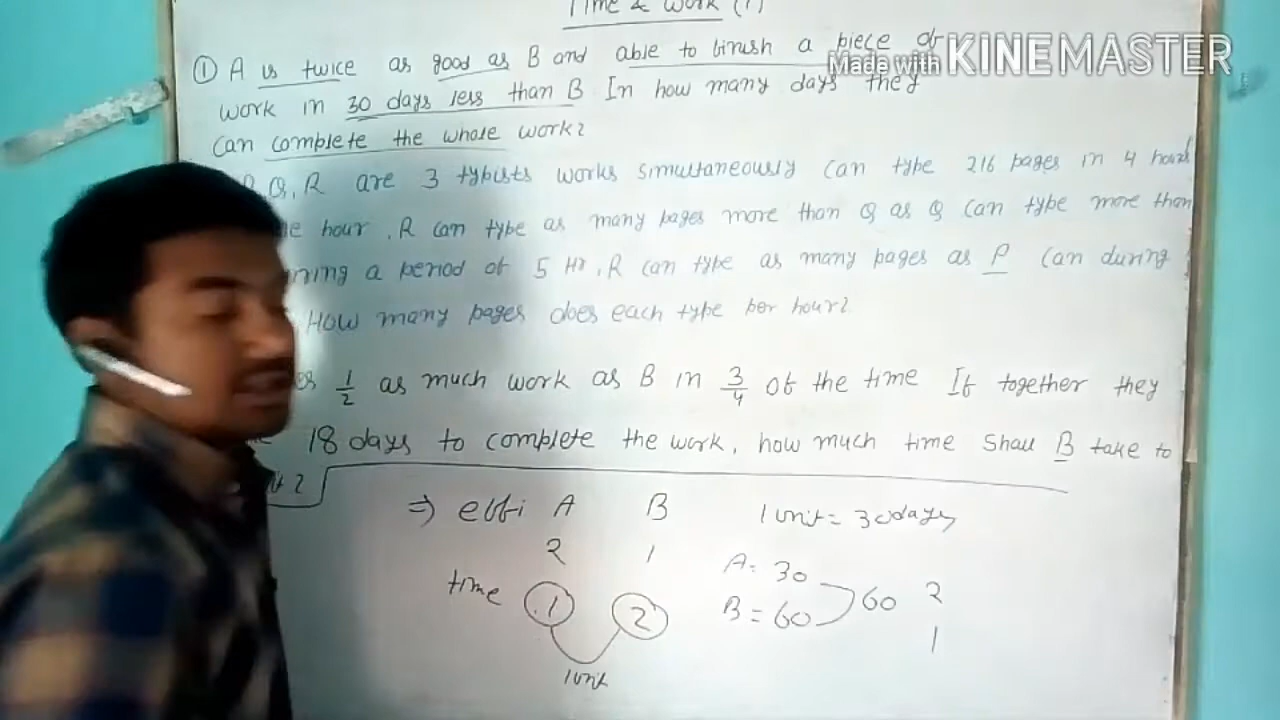 Time & Work (1)
Made with KINEMASTER
① A is twice as good as B and able to finish a piece of
work in 30 days less than B In how many days they
can complete the whole work?
Q, R are 3 typists works simultaneously can type 216 pages in 4 hours
hour, R can type as many pages more than Q as Q can type more than
a period of 5 Hr, R can type as many pages as P can during
How many pages does each type per hour?
1/2 as much work as B in 3/4 of the time If together they
18 days to complete the work, how much time shall B take to
⇒ effi A B 1 unit = 30 days
2 1
A = 30
B = 60
60
2
1
time 1 2
1 unit